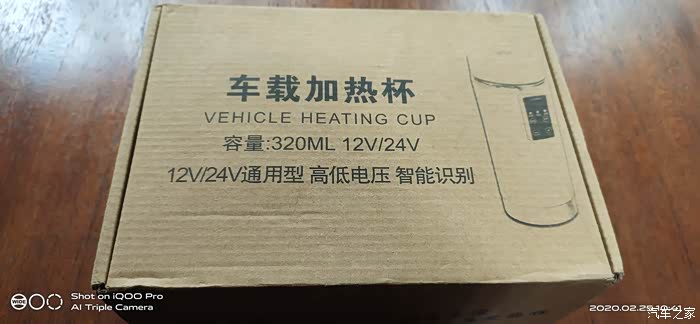 车载加热杯
VEHICLE HEATING CUP
容量:320ML 12V/24V
12V/24V通用型 高低电压 智能识别
WIDE
Shot on iQOO Pro
AI Triple Camera
汽车之家